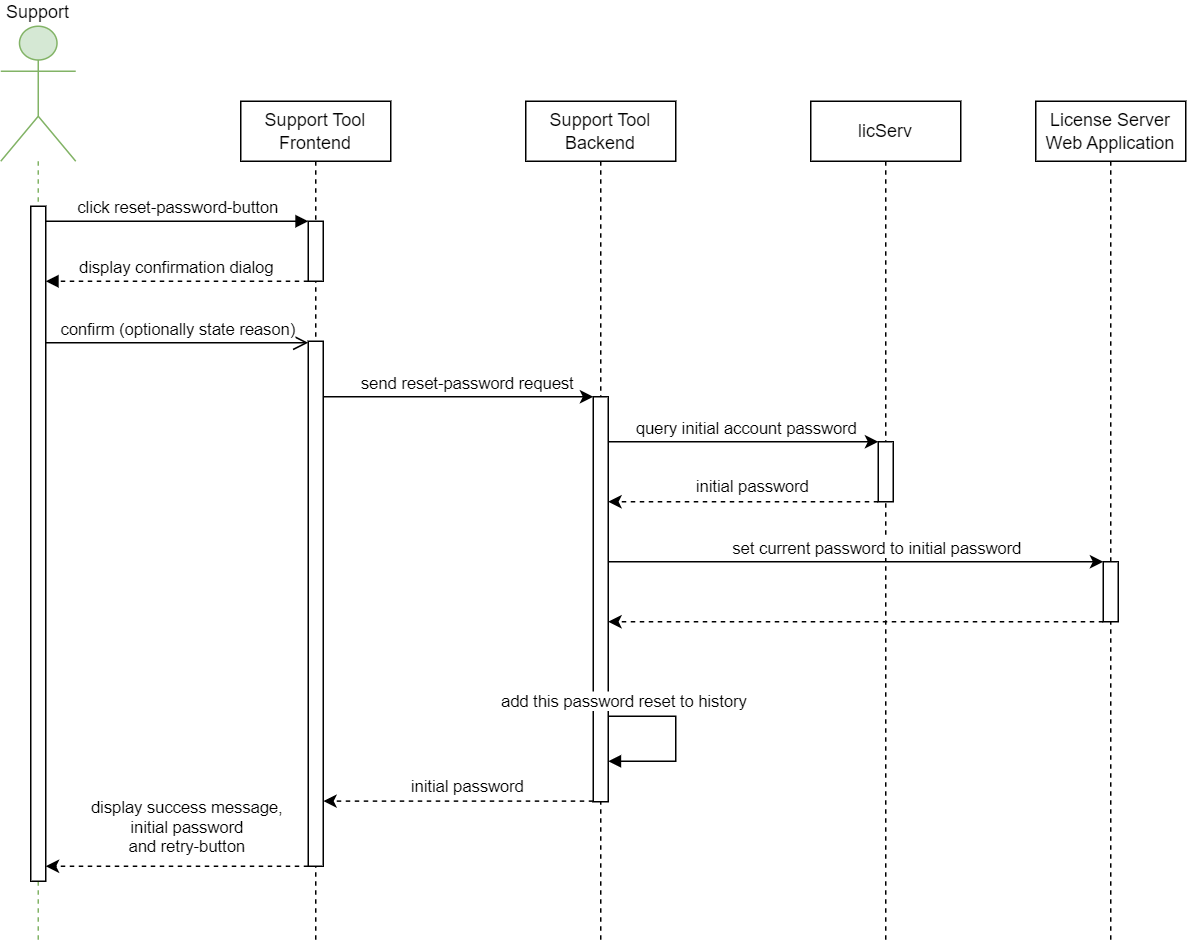 Support
Support Tool
Frontend
Support Tool
Backend
licServ
License Server
Web Application
click reset-password-button
display confirmation dialog
confirm (optionally state reason)
send reset-password request
query initial account password
initial password
set current password to initial password
add this password reset to history
initial password
display success message,
initial password
and retry-button